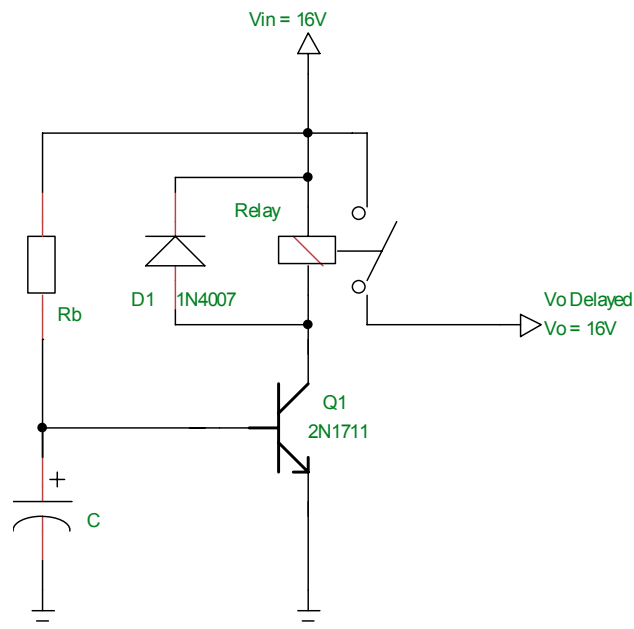 Vin = 16V
Relay
D1 1N4007
Rb
Vo Delayed
Vo = 16V
Q1
2N1711
+
C